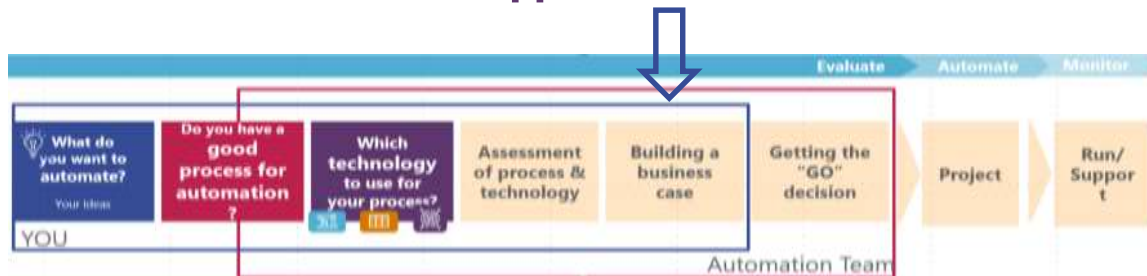 Evaluate
Automate
Monitor
What do
you want to
automate?
Your Ideas
Do you have a
good
process for
automation
?
Which
technology
to use for
your process?
Assessment
of process &
technology
Building a
business
case
Getting the
"GO"
decision
Project
Run/
Suppor
t
YOU
Automation Team